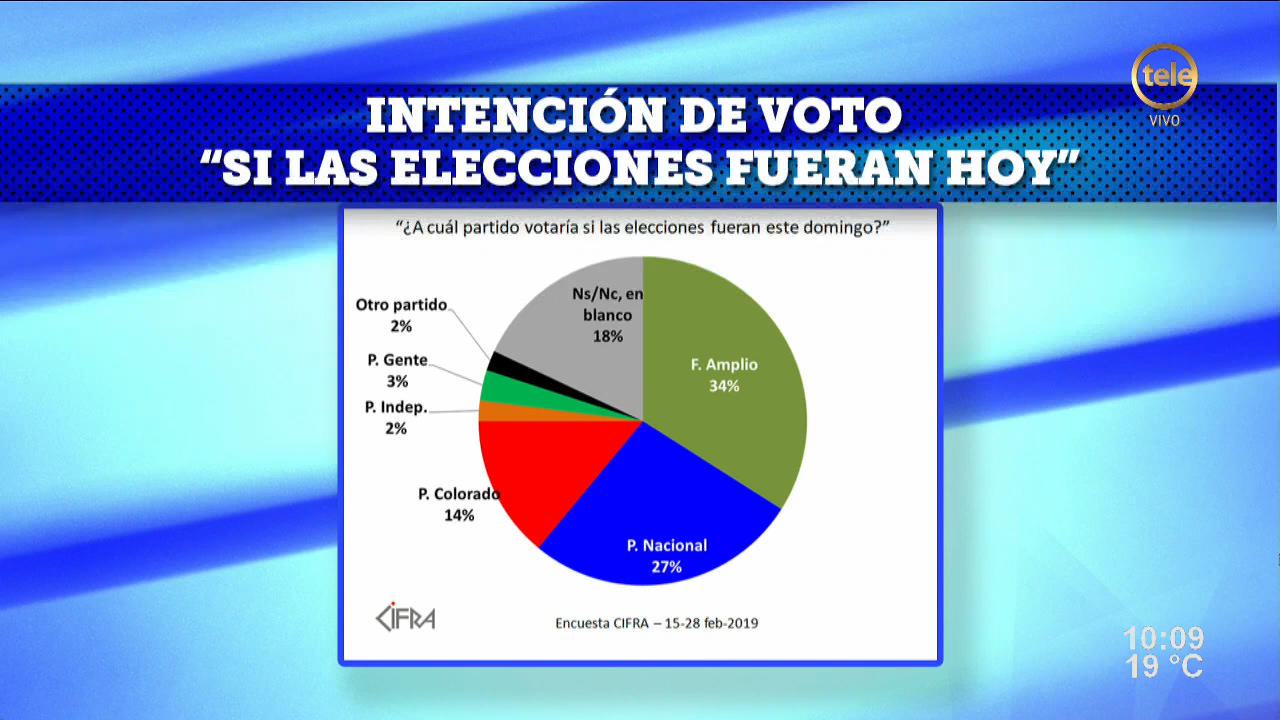 tele
VIVO
INTENCIÓN DE VOTO
“SI LAS ELECCIONES FUERAN HOY”
“¿A cuál partido votaría si las elecciones fueran este domingo?”
Ns/Nc, en
blanco
18%
Otro partido
2%
P. Gente
3%
P. Indep.
2%
F. Amplio
34%
P. Colorado
14%
P. Nacional
27%
CIFRA
Encuesta CIFRA – 15-28 feb-2019
10:09
19 °C